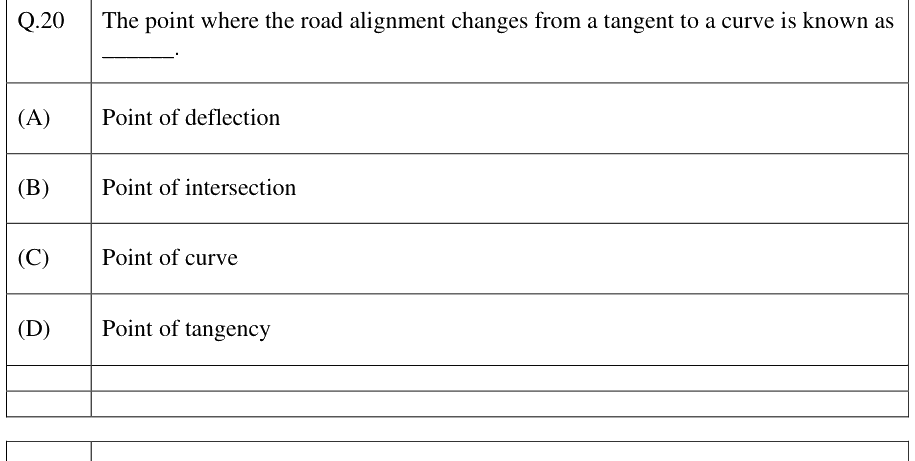 Q.20 The point where the road alignment changes from a tangent to a curve is known as
______.
(A) Point of deflection
(B) Point of intersection
(C) Point of curve
(D) Point of tangency